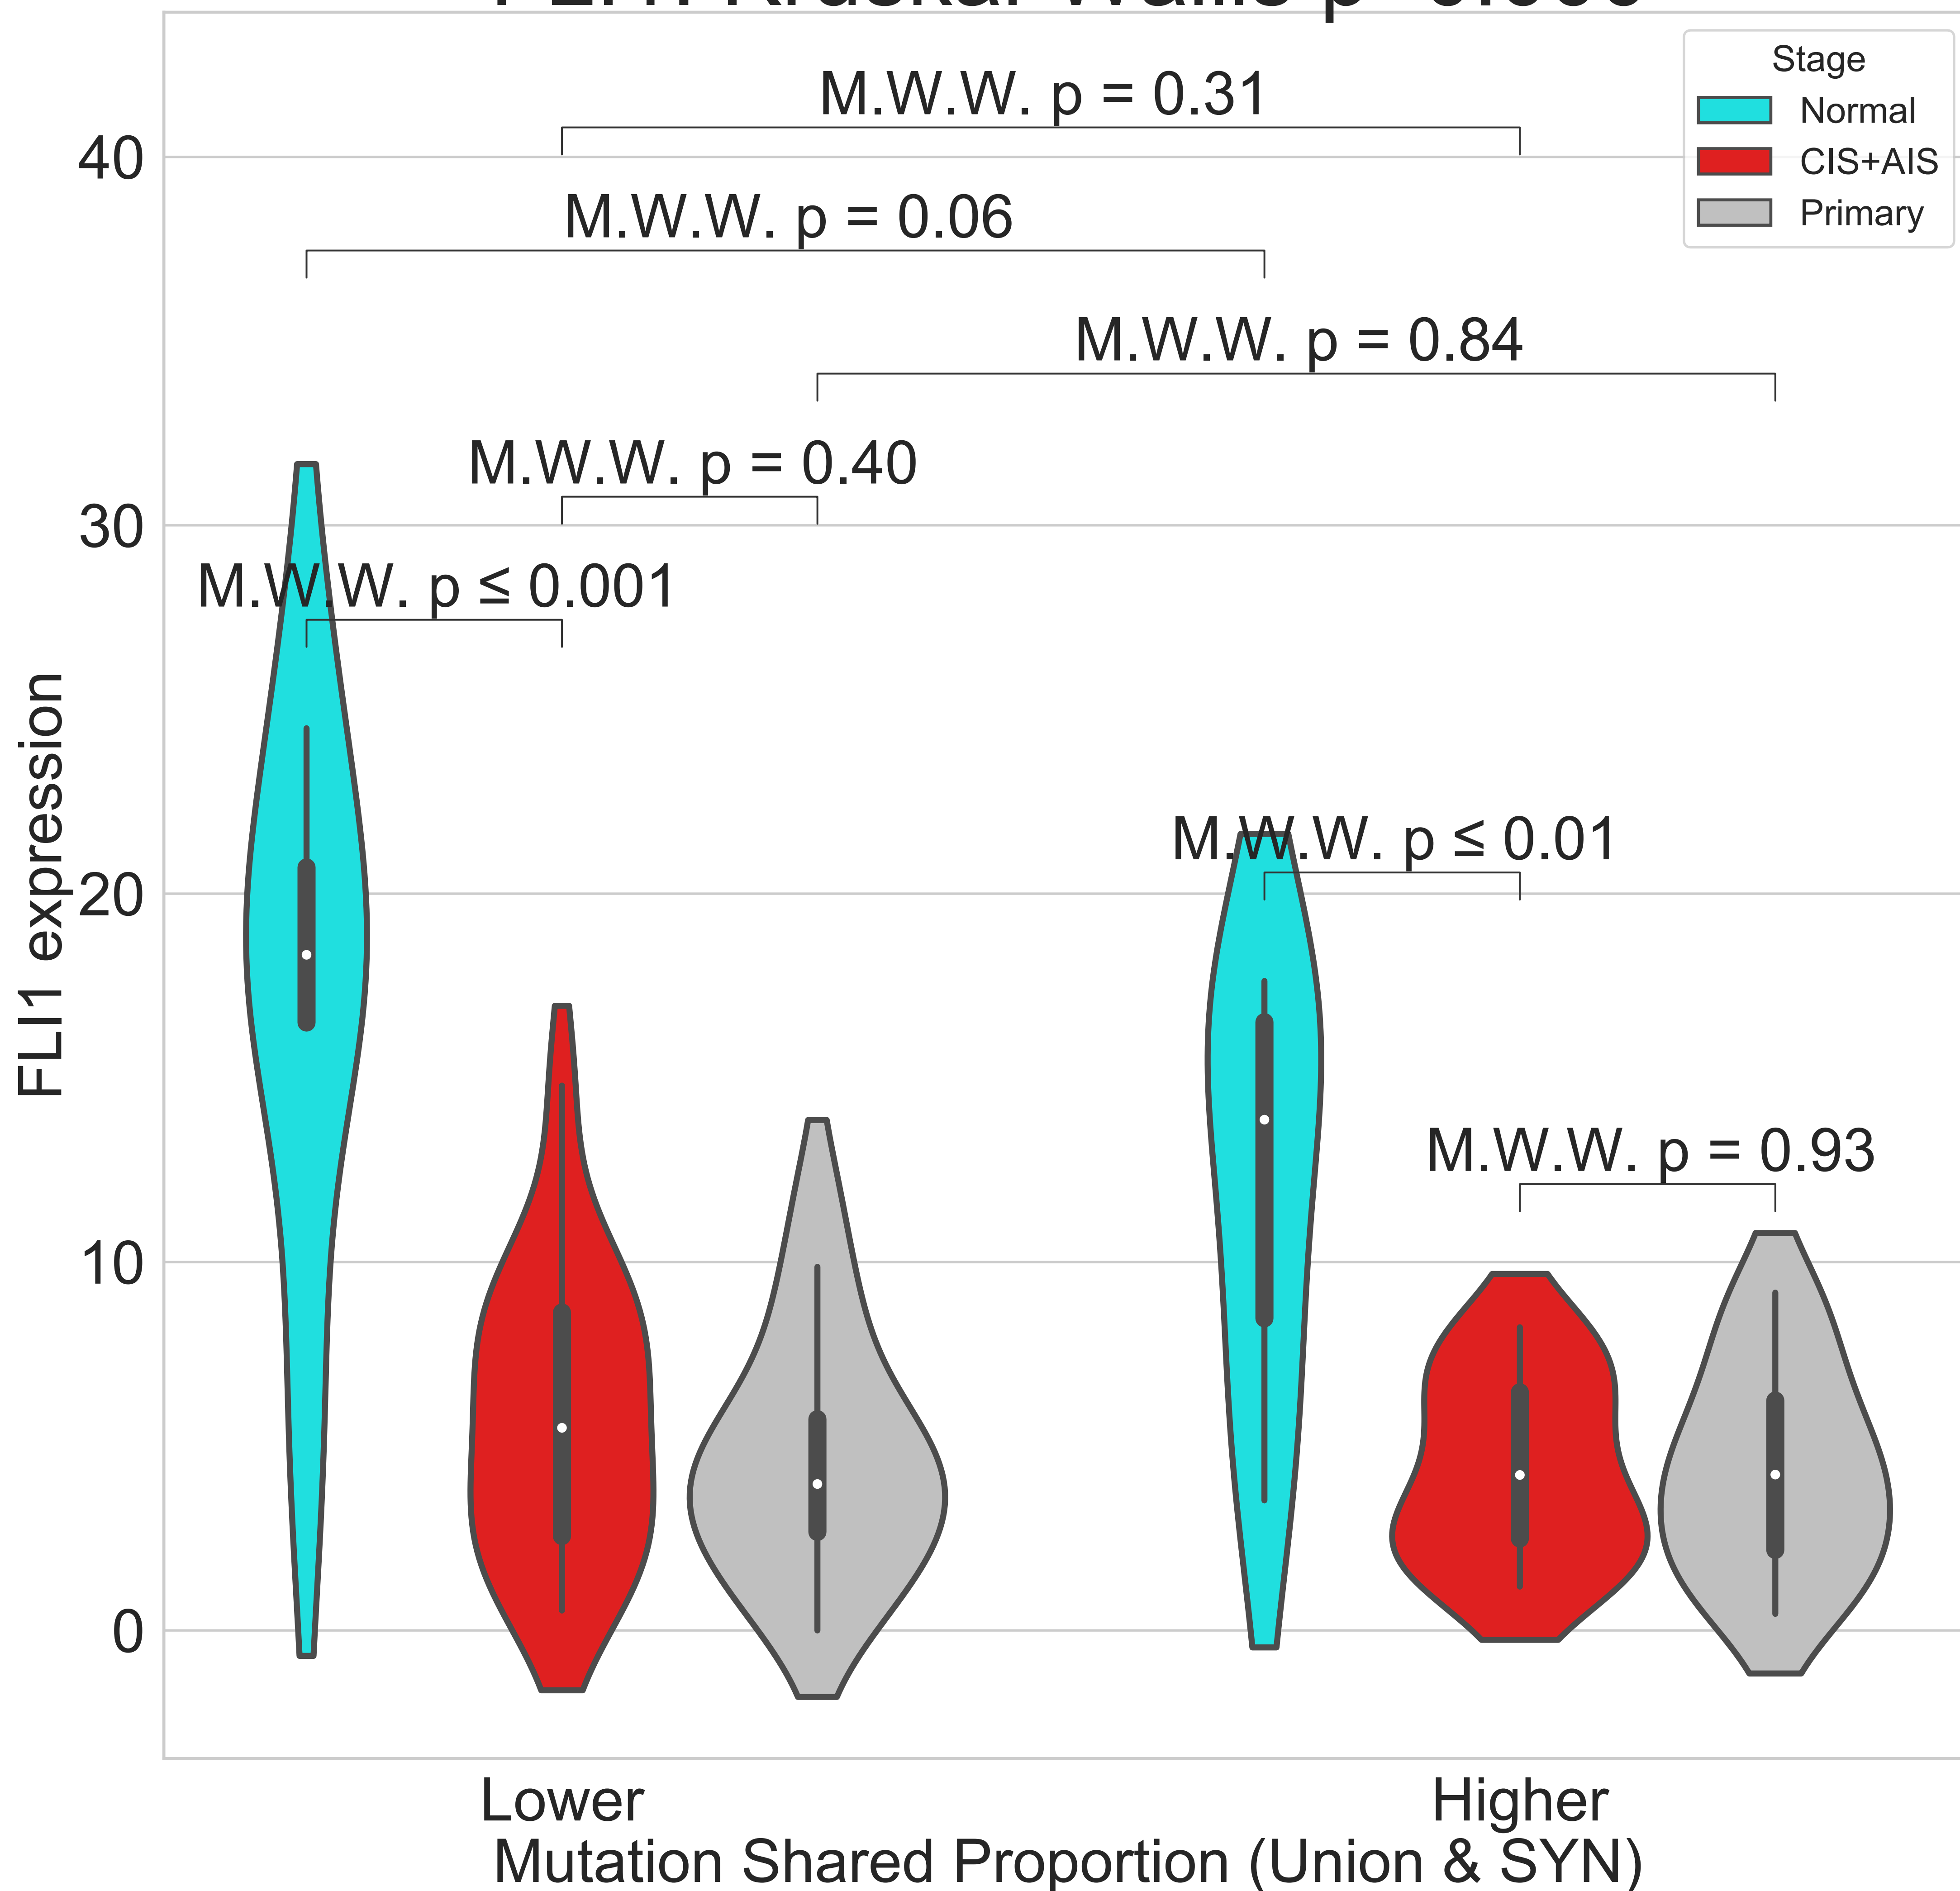 Stage
Normal
CIS+AIS
Primary
M.W.W. p = 0.31
M.W.W. p = 0.06
M.W.W. p = 0.84
M.W.W. p = 0.40
M.W.W. p ≤ 0.001
M.W.W. p ≤ 0.01
M.W.W. p = 0.93
40
30
20
10
0
FLI1 expression
Lower
Higher
Mutation Shared Proportion (Union & SYN)